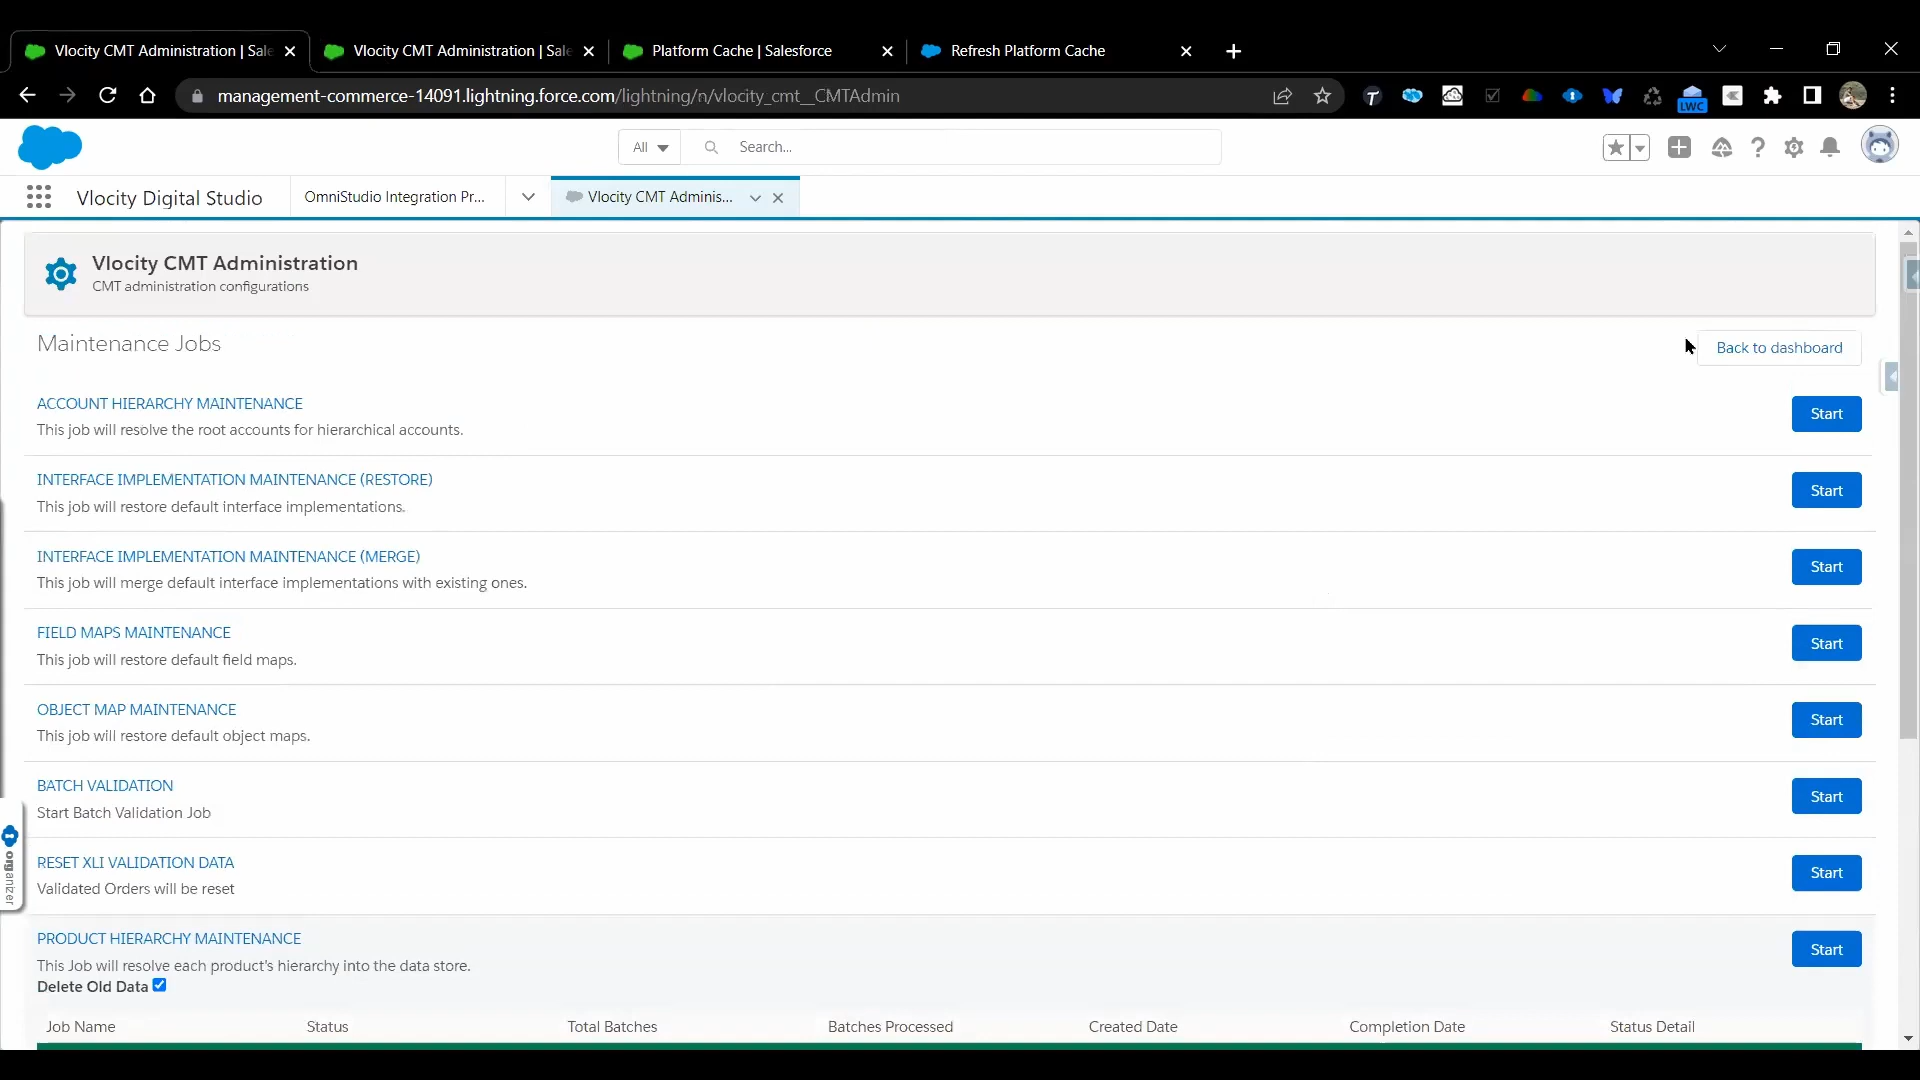 Vlocity CMT Administration | Sale
Vlocity CMT Administration | Sale
Platform Cache | Salesforce
Refresh Platform Cache
management-commerce-14091.lightning.force.com/lightning/n/vlocity_cmt__CMTAdmin
LWC
All
Search...
Vlocity Digital Studio
OmniStudio Integration Pr...
Vlocity CMT Adminis...
Vlocity CMT Administration
CMT administration configurations
Maintenance Jobs
Back to dashboard
ACCOUNT HIERARCHY MAINTENANCE
This job will resolve the root accounts for hierarchical accounts.
Start
INTERFACE IMPLEMENTATION MAINTENANCE (RESTORE)
This job will restore default interface implementations.
Start
INTERFACE IMPLEMENTATION MAINTENANCE (MERGE)
This job will merge default interface implementations with existing ones.
Start
FIELD MAPS MAINTENANCE
This job will restore default field maps.
Start
OBJECT MAP MAINTENANCE
This job will restore default object maps.
Start
BATCH VALIDATION
Start Batch Validation Job
Start
RESET XLI VALIDATION DATA
Validated Orders will be reset
Start
organizer
PRODUCT HIERARCHY MAINTENANCE
This Job will resolve each product's hierarchy into the data store.
Start
Delete Old Data
Job Name Status Total Batches Batches Processed Created Date Completion Date Status Detail